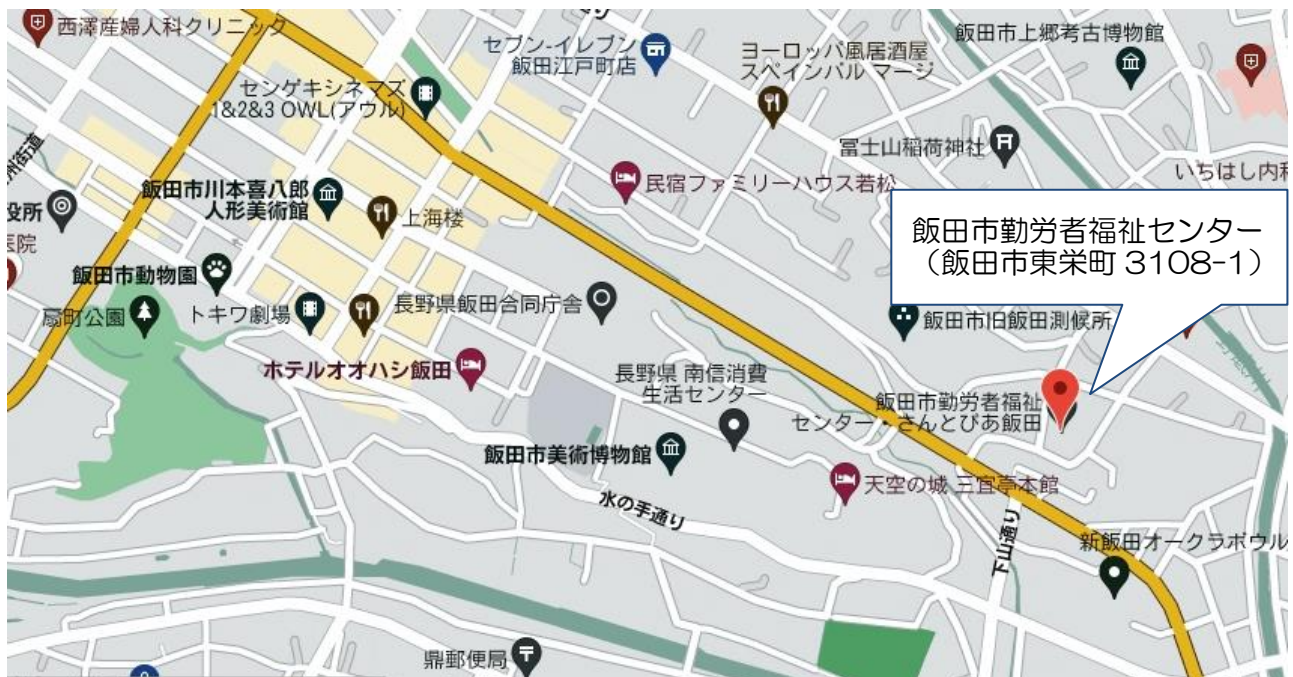 西澤産婦人科クリニック
セブン-イレブン
飯田江戸町店
ヨーロッパ風居酒屋
スペインバル マージ
飯田市上郷考古博物館
センゲキシネマズ
1&2&3 OWL(アウル)
冨士山稲荷神社
いちはし内科
州街道
民宿ファミリーハウス若松
飯田市川本喜八郎
人形美術館
役所
上海楼
医院
飯田市勤労者福祉センター
（飯田市東栄町 3108-1）
飯田市動物園
扇町公園
トキワ劇場
長野県飯田合同庁舎
飯田市旧飯田測候所
ホテルオオハシ飯田
長野県 南信消費
生活センター
飯田市勤労者福祉
センター・さんとぴあ飯田
飯田市美術博物館
天空の城 三宜亭本館
水の手通り
下山通り
新飯田オークラボウル
鼎郵便局